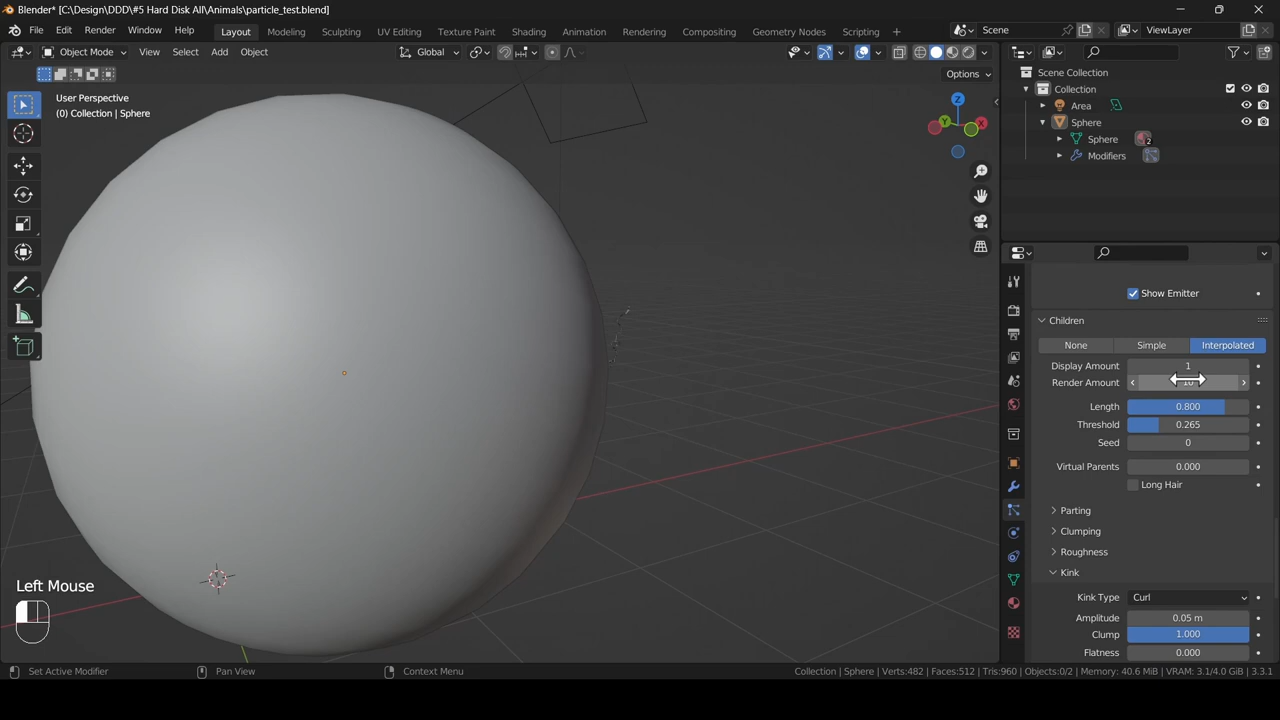 Blender* [C:\Design\DDD\#5 Hard Disk All\Animals\particle_test.blend]
File Edit Render Window Help Layout Modeling Sculpting UV Editing Texture Paint Shading Animation Rendering Compositing Geometry Nodes Scripting + Scene ViewLayer
Object Mode View Select Add Object Global
Options
User Perspective
(0) Collection | Sphere
Z
Y
X
Scene Collection
Collection
Area
Sphere
Sphere 2
Modifiers
Show Emitter
Children
None Simple Interpolated
Display Amount 1
Render Amount
Length 0.800
Threshold 0.265
Seed 0
Virtual Parents 0.000
Long Hair
Parting
Clumping
Roughness
Kink
Kink Type Curl
Amplitude 0.05 m
Clump 1.000
Flatness 0.000
Left Mouse
Set Active Modifier Pan View Context Menu Collection | Sphere | Verts:482 | Faces:512 | Tris:960 | Objects:0/2 | Memory: 40.6 MiB | VRAM: 3.1/4.0 GiB | 3.3.1